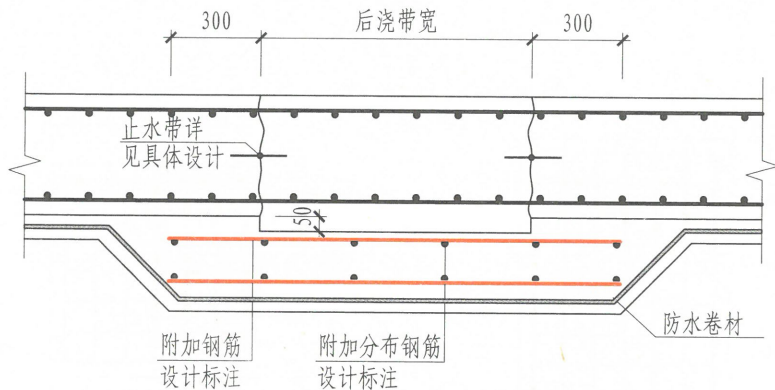 300
后浇带宽
300
止水带详
见具体设计
50
附加钢筋
设计标注
附加分布钢筋
设计标注
防水卷材